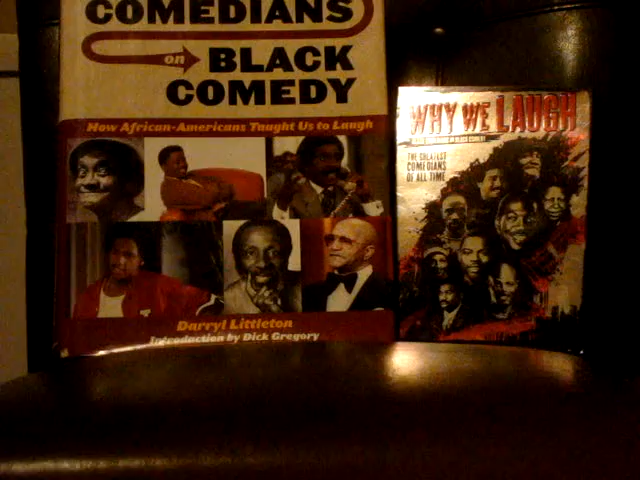 COMEDIANS
on BLACK
COMEDY
How African-Americans Taught Us to Laugh
Darryl Littleton
Introduction by Dick Gregory
WHY WE LAUGH
THE GREATEST
COMEDIANS
OF ALL TIME